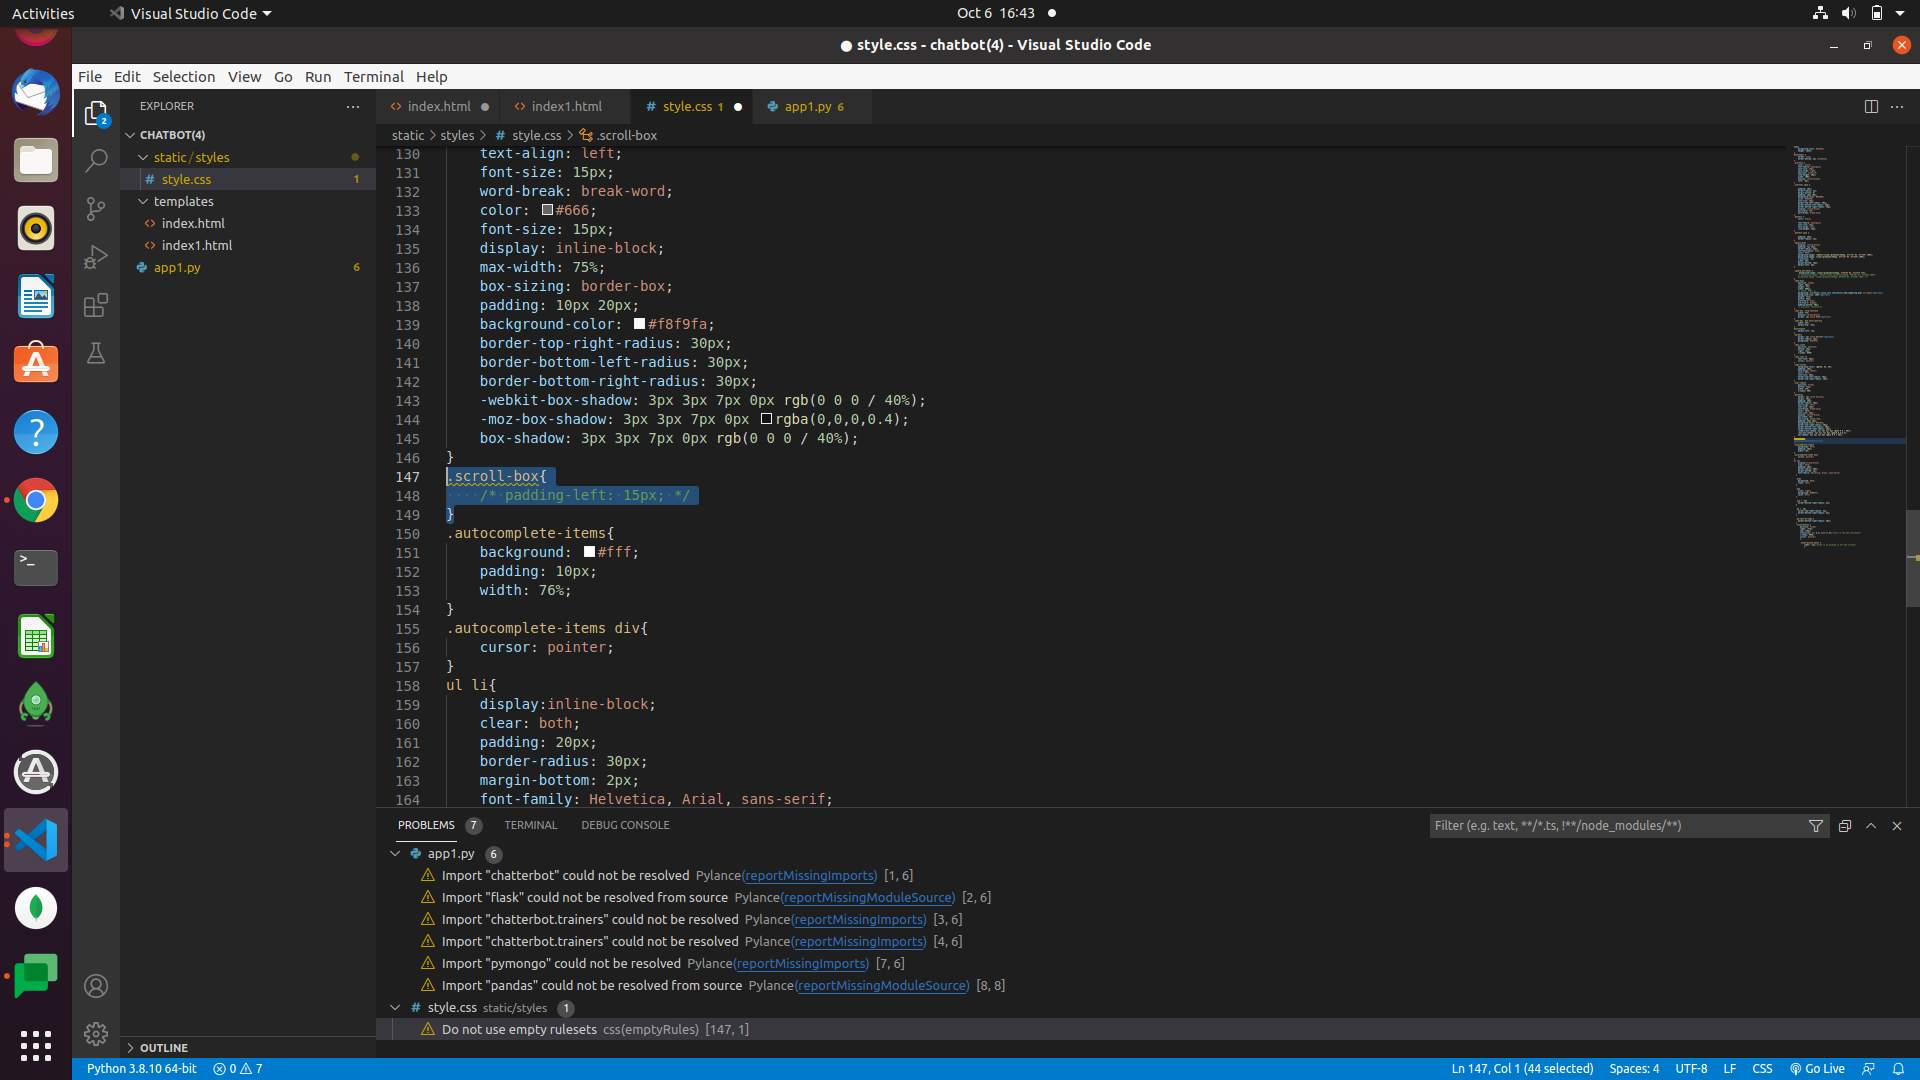 Activities
Visual Studio Code
Oct 6 16:43
style.css - chatbot(4) - Visual Studio Code
File Edit Selection View Go Run Terminal Help
EXPLORER
CHATBOT(4)
static / styles
# style.css 1
templates
<> index.html
<> index1.html
app1.py 6
OUTLINE
2
<> index.html
<> index1.html
# style.css 1
app1.py 6
static > styles > # style.css > .scroll-box
130 text-align: left;
131 font-size: 15px;
132 word-break: break-word;
133 color: #666;
134 font-size: 15px;
135 display: inline-block;
136 max-width: 75%;
137 box-sizing: border-box;
138 padding: 10px 20px;
139 background-color: #f8f9fa;
140 border-top-right-radius: 30px;
141 border-bottom-left-radius: 30px;
142 border-bottom-right-radius: 30px;
143 -webkit-box-shadow: 3px 3px 7px 0px rgb(0 0 0 / 40%);
144 -moz-box-shadow: 3px 3px 7px 0px rgba(0,0,0,0.4);
145 box-shadow: 3px 3px 7px 0px rgb(0 0 0 / 40%);
146 }
147 .scroll-box{
148 /* padding-left: 15px; */
149 }
150 .autocomplete-items{
151 background: #fff;
152 padding: 10px;
153 width: 76%;
154 }
155 .autocomplete-items div{
156 cursor: pointer;
157 }
158 ul li{
159 display:inline-block;
160 clear: both;
161 padding: 20px;
162 border-radius: 30px;
163 margin-bottom: 2px;
164 font-family: Helvetica, Arial, sans-serif;
PROBLEMS 7 TERMINAL DEBUG CONSOLE
Filter (e.g. text, **/*.ts, !**/node_modules/**)
app1.py 6
Import "chatterbot" could not be resolved Pylance(reportMissingImports) [1, 6]
Import "flask" could not be resolved from source Pylance(reportMissingModuleSource) [2, 6]
Import "chatterbot.trainers" could not be resolved Pylance(reportMissingImports) [3, 6]
Import "chatterbot.trainers" could not be resolved Pylance(reportMissingImports) [4, 6]
Import "pymongo" could not be resolved Pylance(reportMissingImports) [7, 6]
Import "pandas" could not be resolved from source Pylance(reportMissingModuleSource) [8, 8]
# style.css static/styles 1
Do not use empty rulesets css(emptyRules) [147, 1]
Python 3.8.10 64-bit 0 7
Ln 147, Col 1 (44 selected) Spaces: 4 UTF-8 LF CSS Go Live